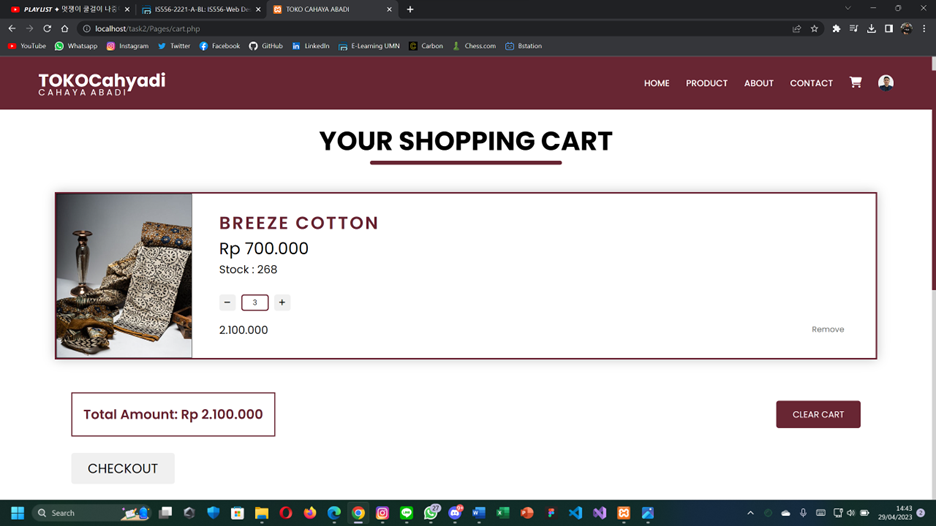 PLAYLIST ✦ 멋쟁이 쿨걸이 나중
IS556-2221-A-BL: IS556-Web De
TOKO CAHAYA ABADI
localhost/task2/Pages/cart.php
YouTube
Whatsapp
Instagram
Twitter
Facebook
GitHub
LinkedIn
E-Learning UMN
Carbon
Chess.com
Bstation
TOKOCahyadi
CAHAYA ABADI
HOME
PRODUCT
ABOUT
CONTACT
YOUR SHOPPING CART
BREEZE COTTON
Rp 700.000
Stock : 268
− 3 +
2.100.000
Remove
Total Amount: Rp 2.100.000
CLEAR CART
CHECKOUT
Search
14:43
29/04/2023